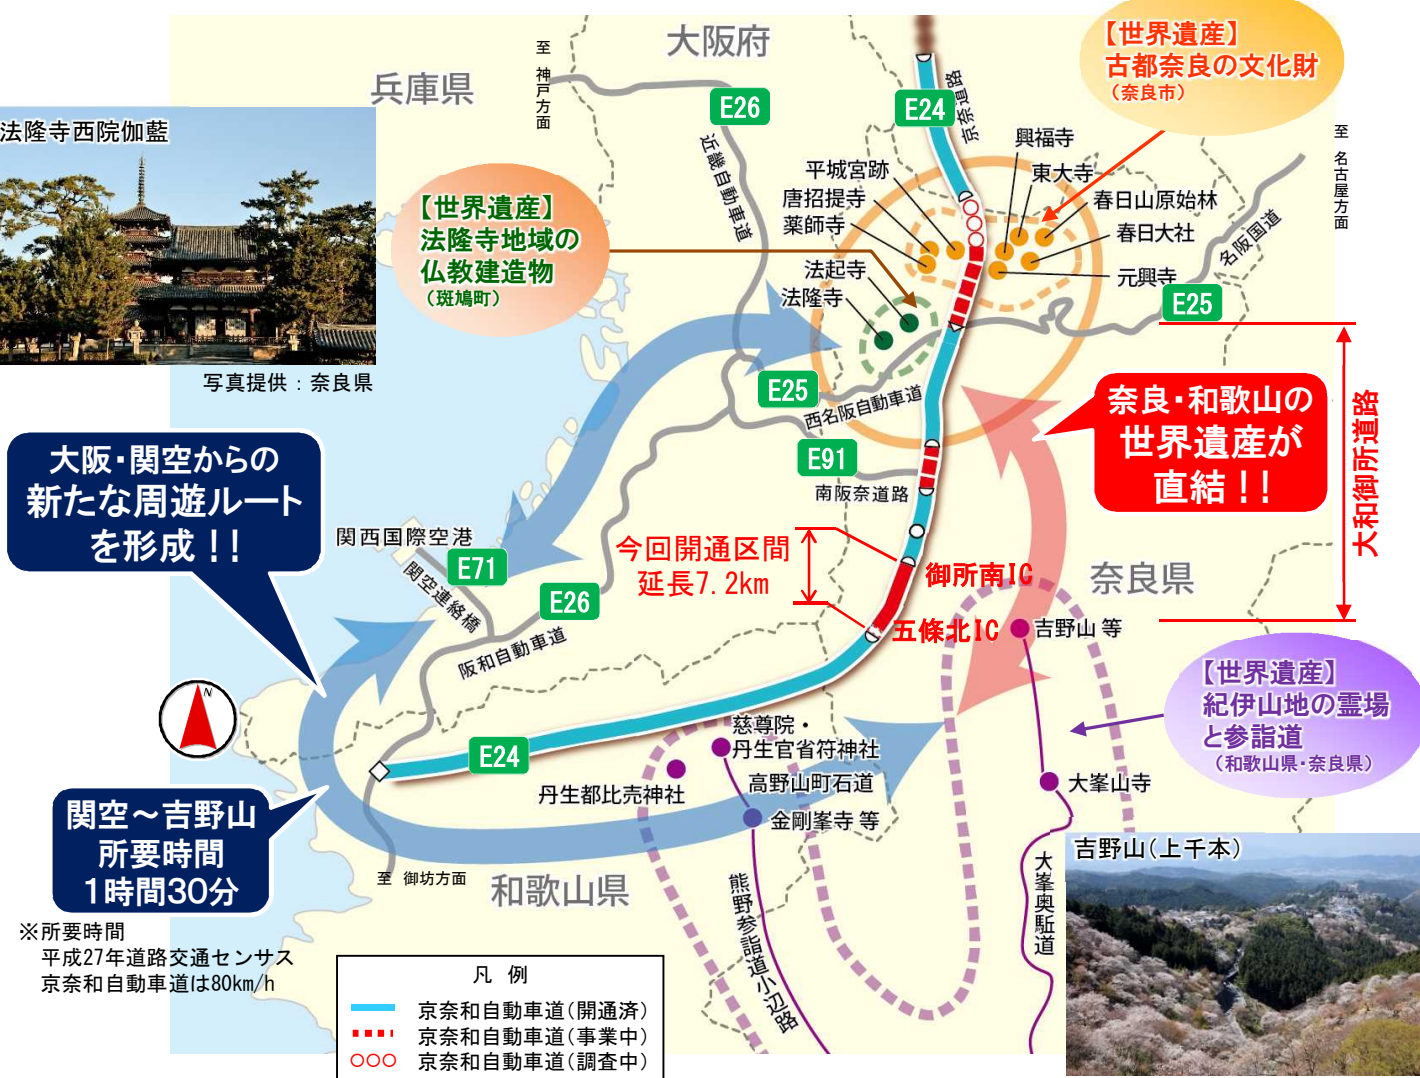 大阪府
兵庫県
至 神戸方面
E26
E24
京奈道路
【世界遺産】
古都奈良の文化財
（奈良市）
至 名古屋方面
法隆寺西院伽藍
写真提供：奈良県
【世界遺産】
法隆寺地域の
仏教建造物
（斑鳩町）
近畿自動車道
平城宮跡
唐招提寺
薬師寺
法起寺
法隆寺
興福寺
東大寺
春日山原始林
春日大社
元興寺
名阪国道
E25
E25
西名阪自動車道
E91
南阪奈道路
奈良・和歌山の
世界遺産が
直結！！
大和御所道路
大阪・関空からの
新たな周遊ルート
を形成！！
関西国際空港
E71
関空連絡橋
E26
阪和自動車道
今回開通区間
延長7.2km
御所南IC
五條北IC
奈良県
吉野山 等
【世界遺産】
紀伊山地の霊場
と参詣道
（和歌山県・奈良県）
N
E24
慈尊院・
丹生官省符神社
丹生都比売神社
高野山町石道
金剛峯寺 等
大峯山寺
関空～吉野山
所要時間
1時間30分
至 御坊方面
和歌山県
熊野参詣道小辺路
大峯奥駈道
吉野山（上千本）
※所要時間
平成27年道路交通センサス
京奈和自動車道は80km/h
凡 例
京奈和自動車道（開通済）
京奈和自動車道（事業中）
京奈和自動車道（調査中）